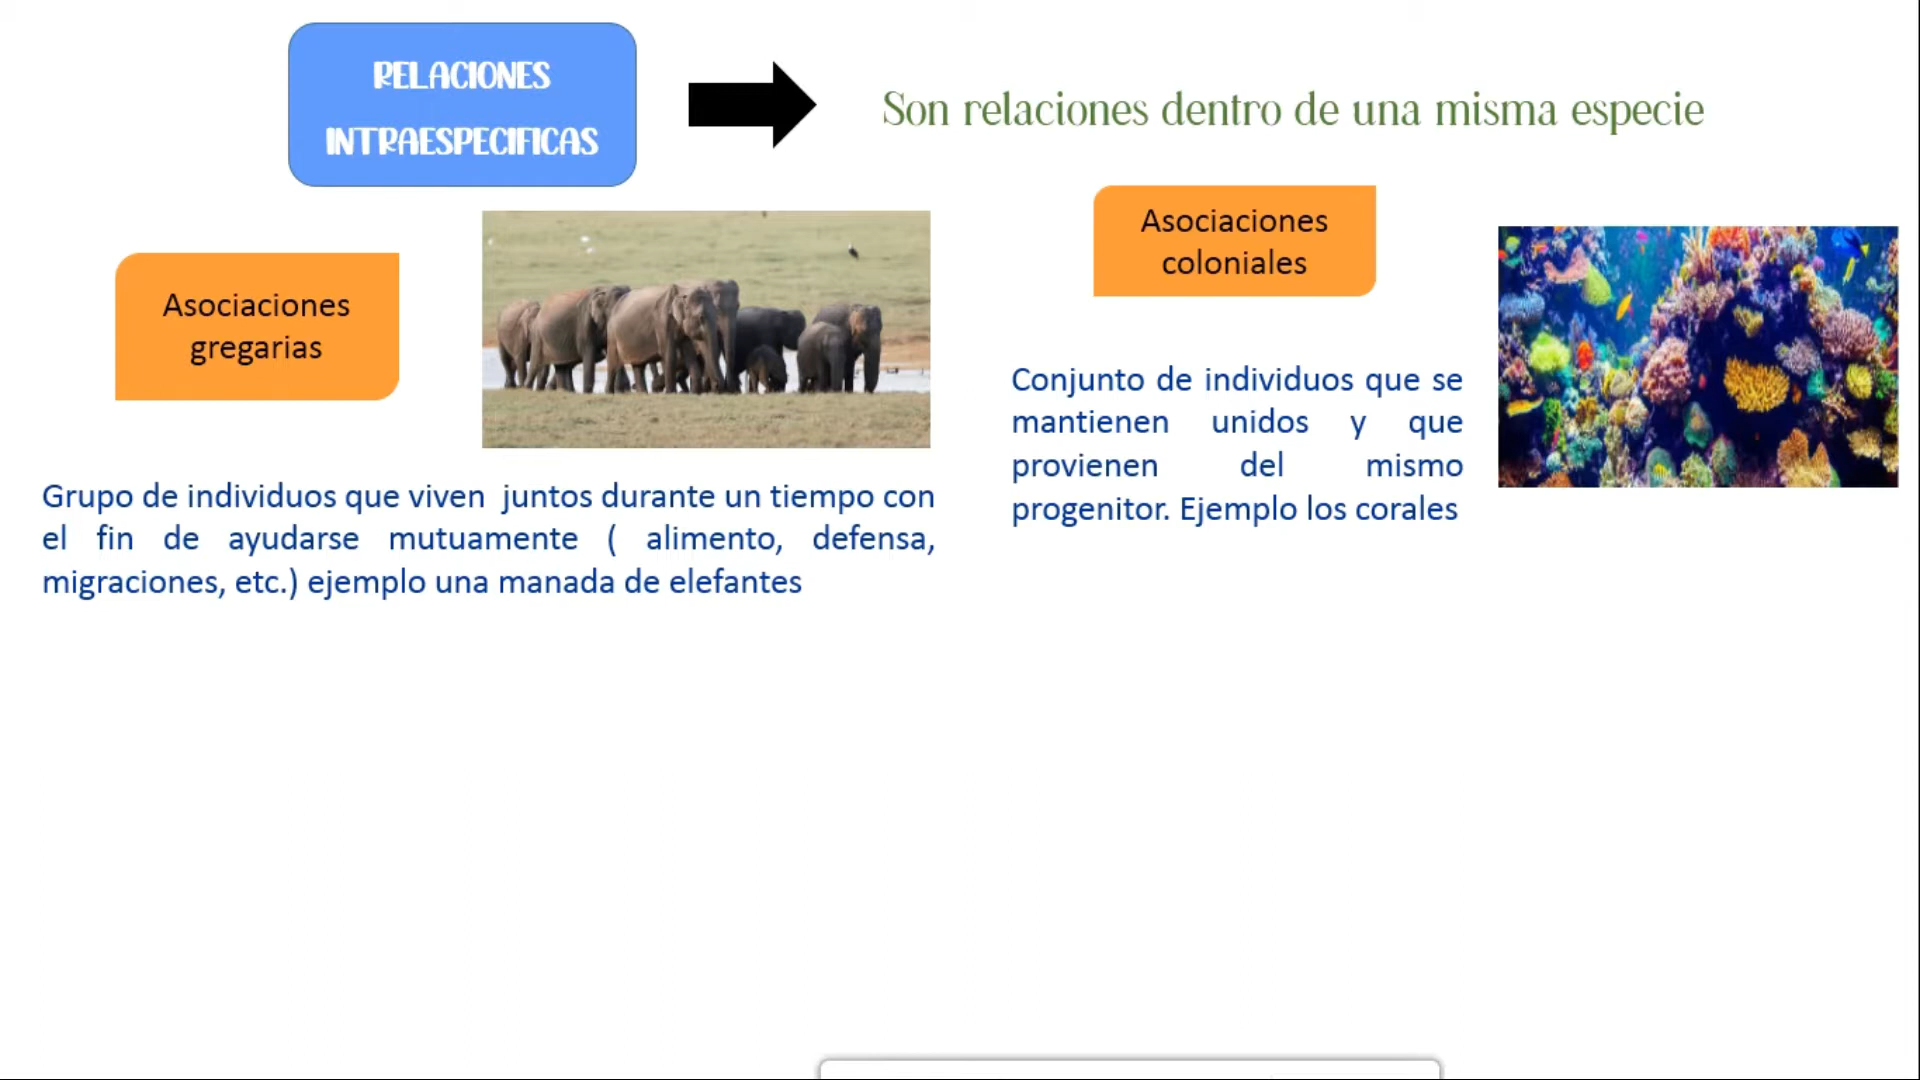 RELACIONES
INTRAESPECIFICAS
Son relaciones dentro de una misma especie
Asociaciones
gregarias
Grupo de individuos que viven juntos durante un tiempo con
el fin de ayudarse mutuamente ( alimento, defensa,
migraciones, etc.) ejemplo una manada de elefantes
Asociaciones
coloniales
Conjunto de individuos que se
mantienen unidos y que
provienen del mismo
progenitor. Ejemplo los corales